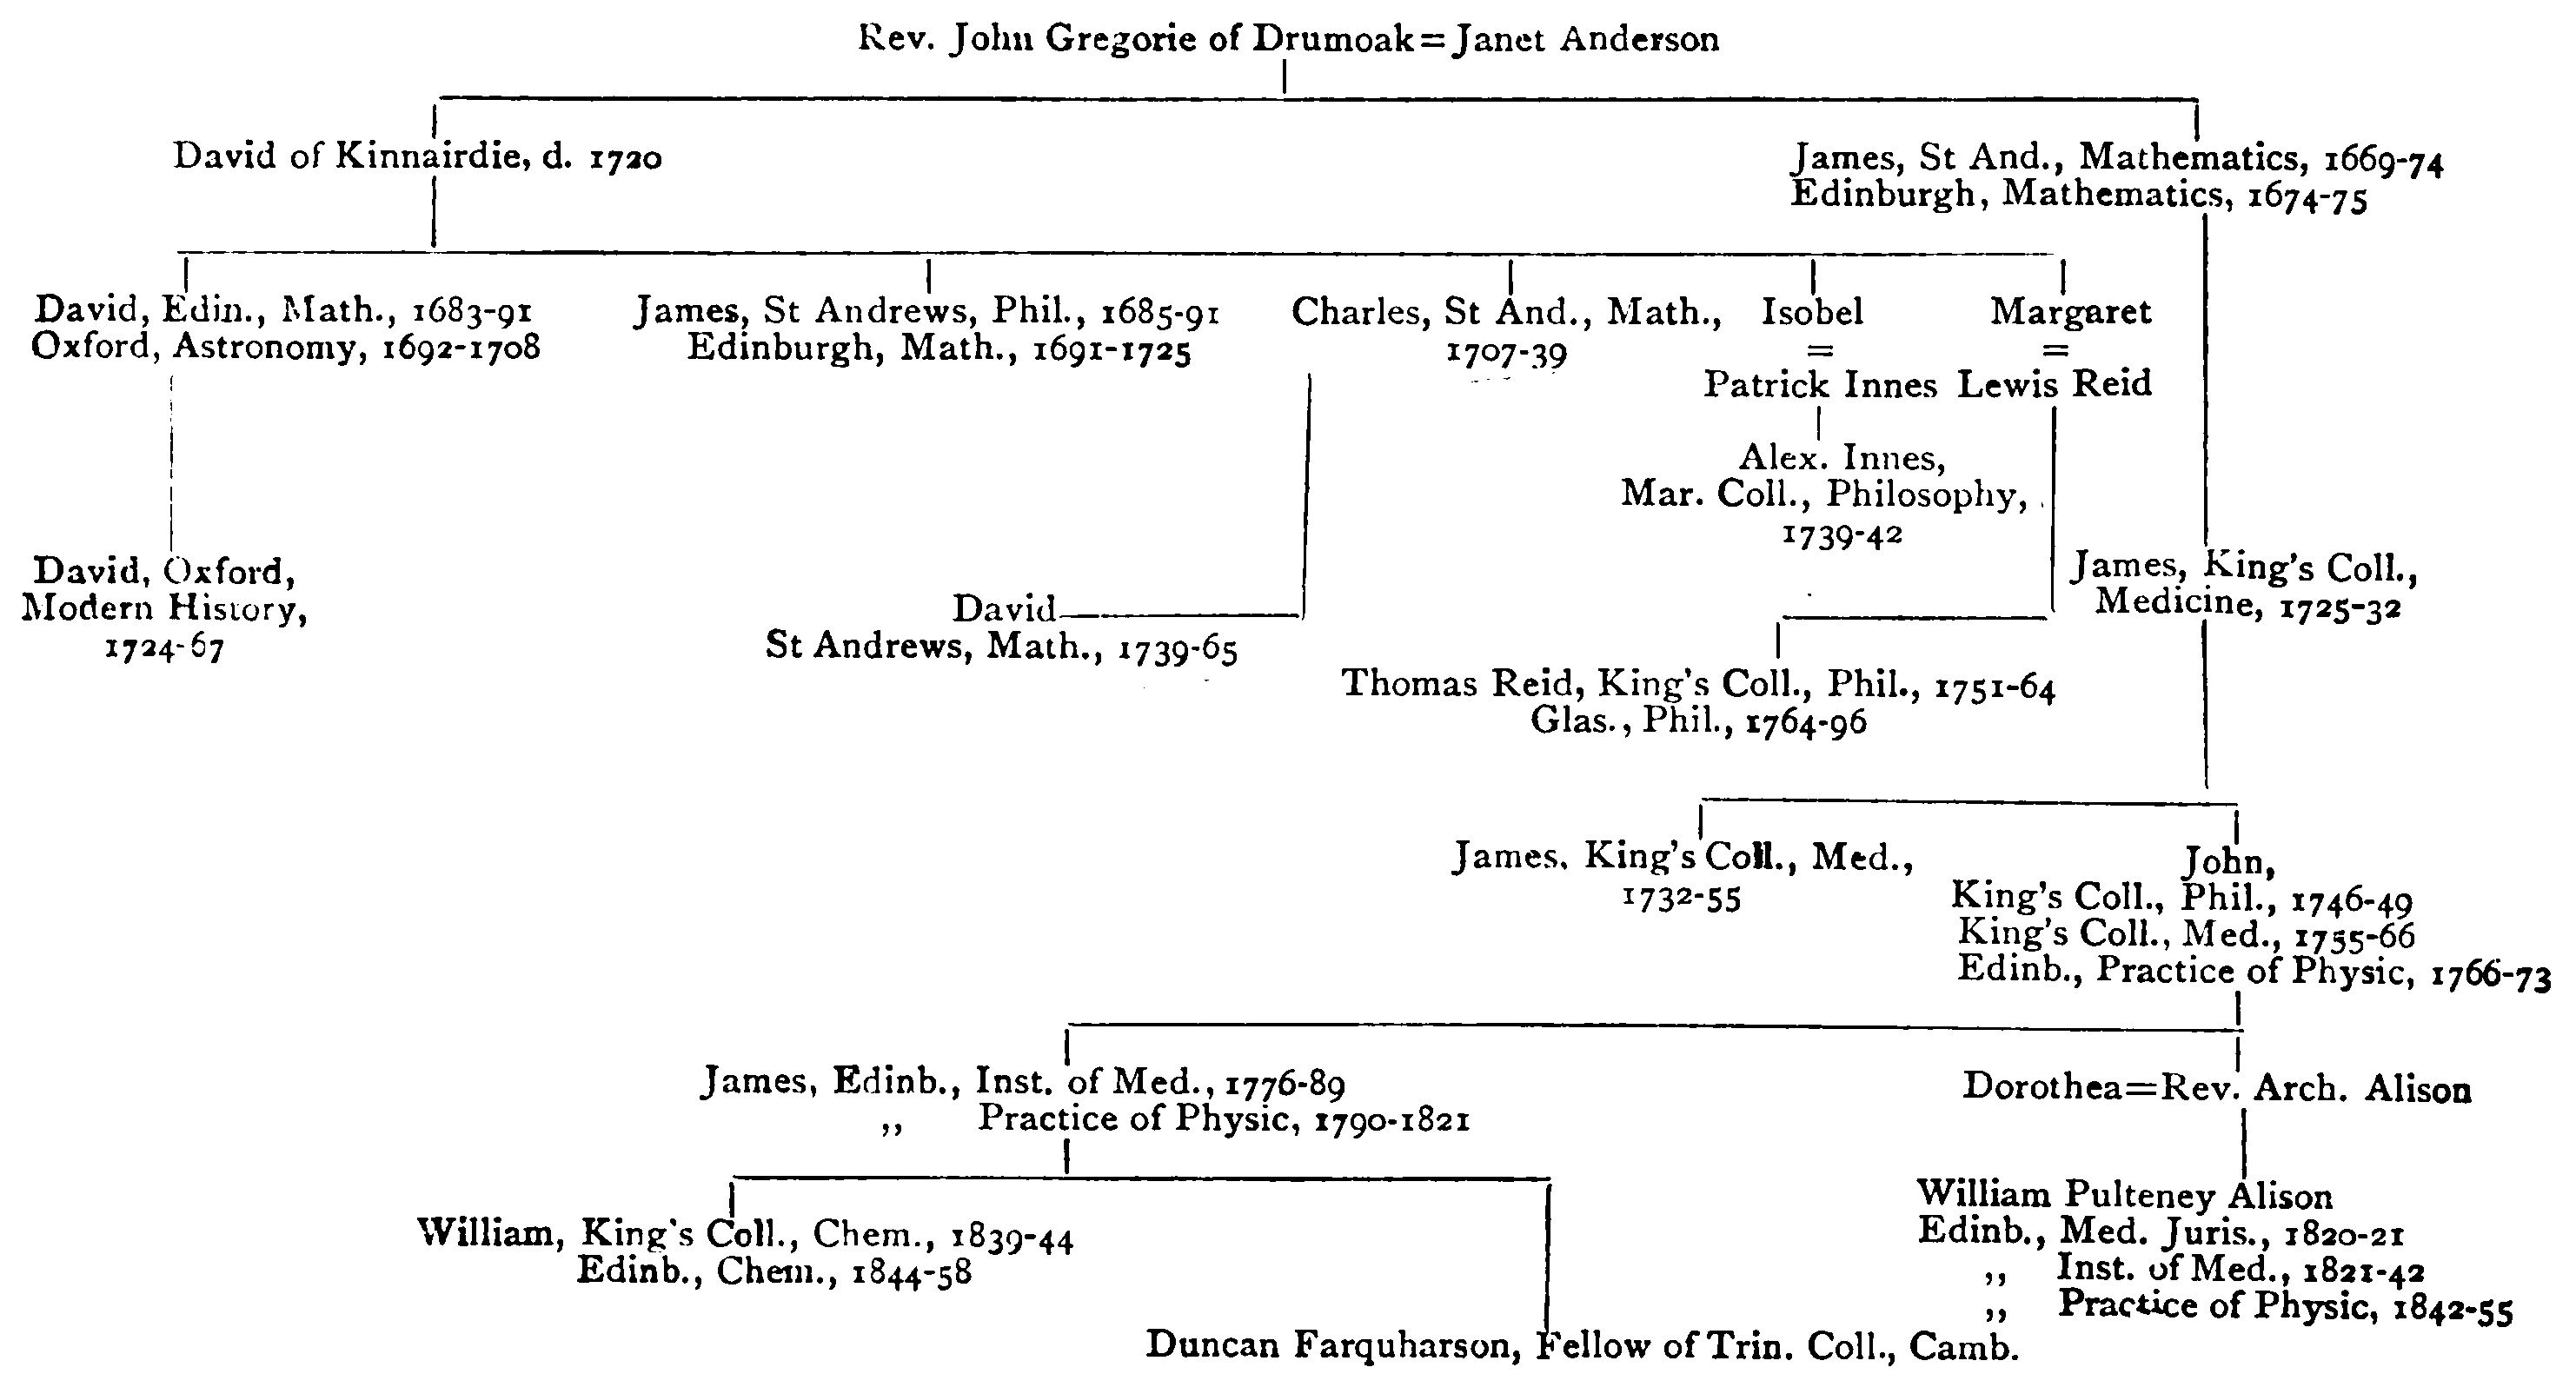 Rev. John Gregorie of Drumoak=Janet Anderson
David of Kinnairdie, d. 1720
James, St And., Mathematics, 1669-74
Edinburgh, Mathematics, 1674-75
David, Edin., Math., 1683-91
Oxford, Astronomy, 1692-1708
James, St Andrews, Phil., 1685-91
Edinburgh, Math., 1691-1725
Charles, St And., Math.,
1707-39
Isobel
=
Patrick Innes
Margaret
=
Lewis Reid
Alex. Innes,
Mar. Coll., Philosophy,
1739-42
David, Oxford,
Modern History,
1724-67
David
St Andrews, Math., 1739-65
James, King's Coll.,
Medicine, 1725-32
Thomas Reid, King's Coll., Phil., 1751-64
Glas., Phil., 1764-96
James, King's Coll., Med.,
1732-55
John,
King's Coll., Phil., 1746-49
King's Coll., Med., 1755-66
Edinb., Practice of Physic, 1766-73
James, Edinb., Inst. of Med., 1776-89
,, Practice of Physic, 1790-1821
Dorothea=Rev. Arch. Alison
William, King's Coll., Chem., 1839-44
Edinb., Chem., 1844-58
William Pulteney Alison
Edinb., Med. Juris., 1820-21
,, Inst. of Med., 1821-42
,, Practice of Physic, 1842-55
Duncan Farquharson, Fellow of Trin. Coll., Camb.